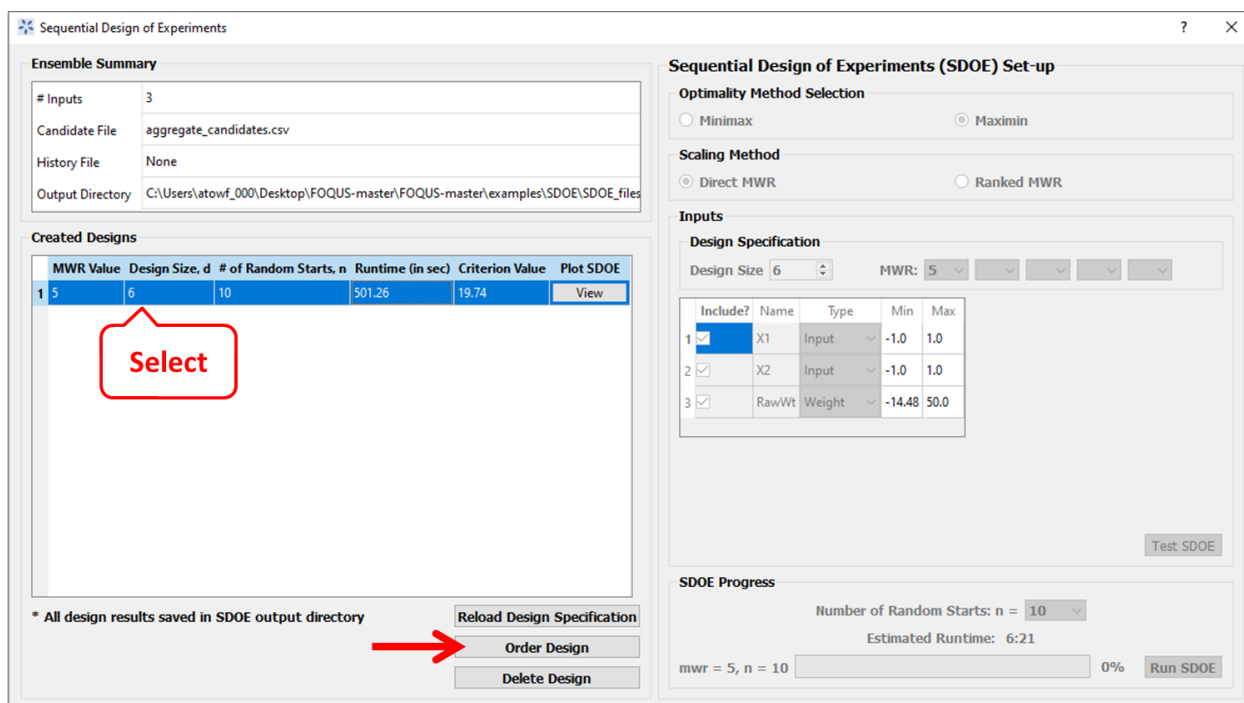 Sequential Design of Experiments
?
Ensemble Summary
# Inputs 3
Candidate File aggregate_candidates.csv
History File None
Output Directory C:\Users\atowf_000\Desktop\FOQUS-master\FOQUS-master\examples\SDOE\SDOE_files
Created Designs
MWR Value Design Size, d # of Random Starts, n Runtime (in sec) Criterion Value Plot SDOE
1 5 6 10 501.26 19.74 View
Select
* All design results saved in SDOE output directory
Reload Design Specification
Order Design
Delete Design
Sequential Design of Experiments (SDOE) Set-up
Optimality Method Selection
Minimax Maximin
Scaling Method
Direct MWR Ranked MWR
Inputs
Design Specification
Design Size 6 MWR: 5
Include? Name Type Min Max
1 X1 Input -1.0 1.0
2 X2 Input -1.0 1.0
3 RawWt Weight -14.48 50.0
Test SDOE
SDOE Progress
Number of Random Starts: n = 10
Estimated Runtime: 6:21
mwr = 5, n = 10 0% Run SDOE